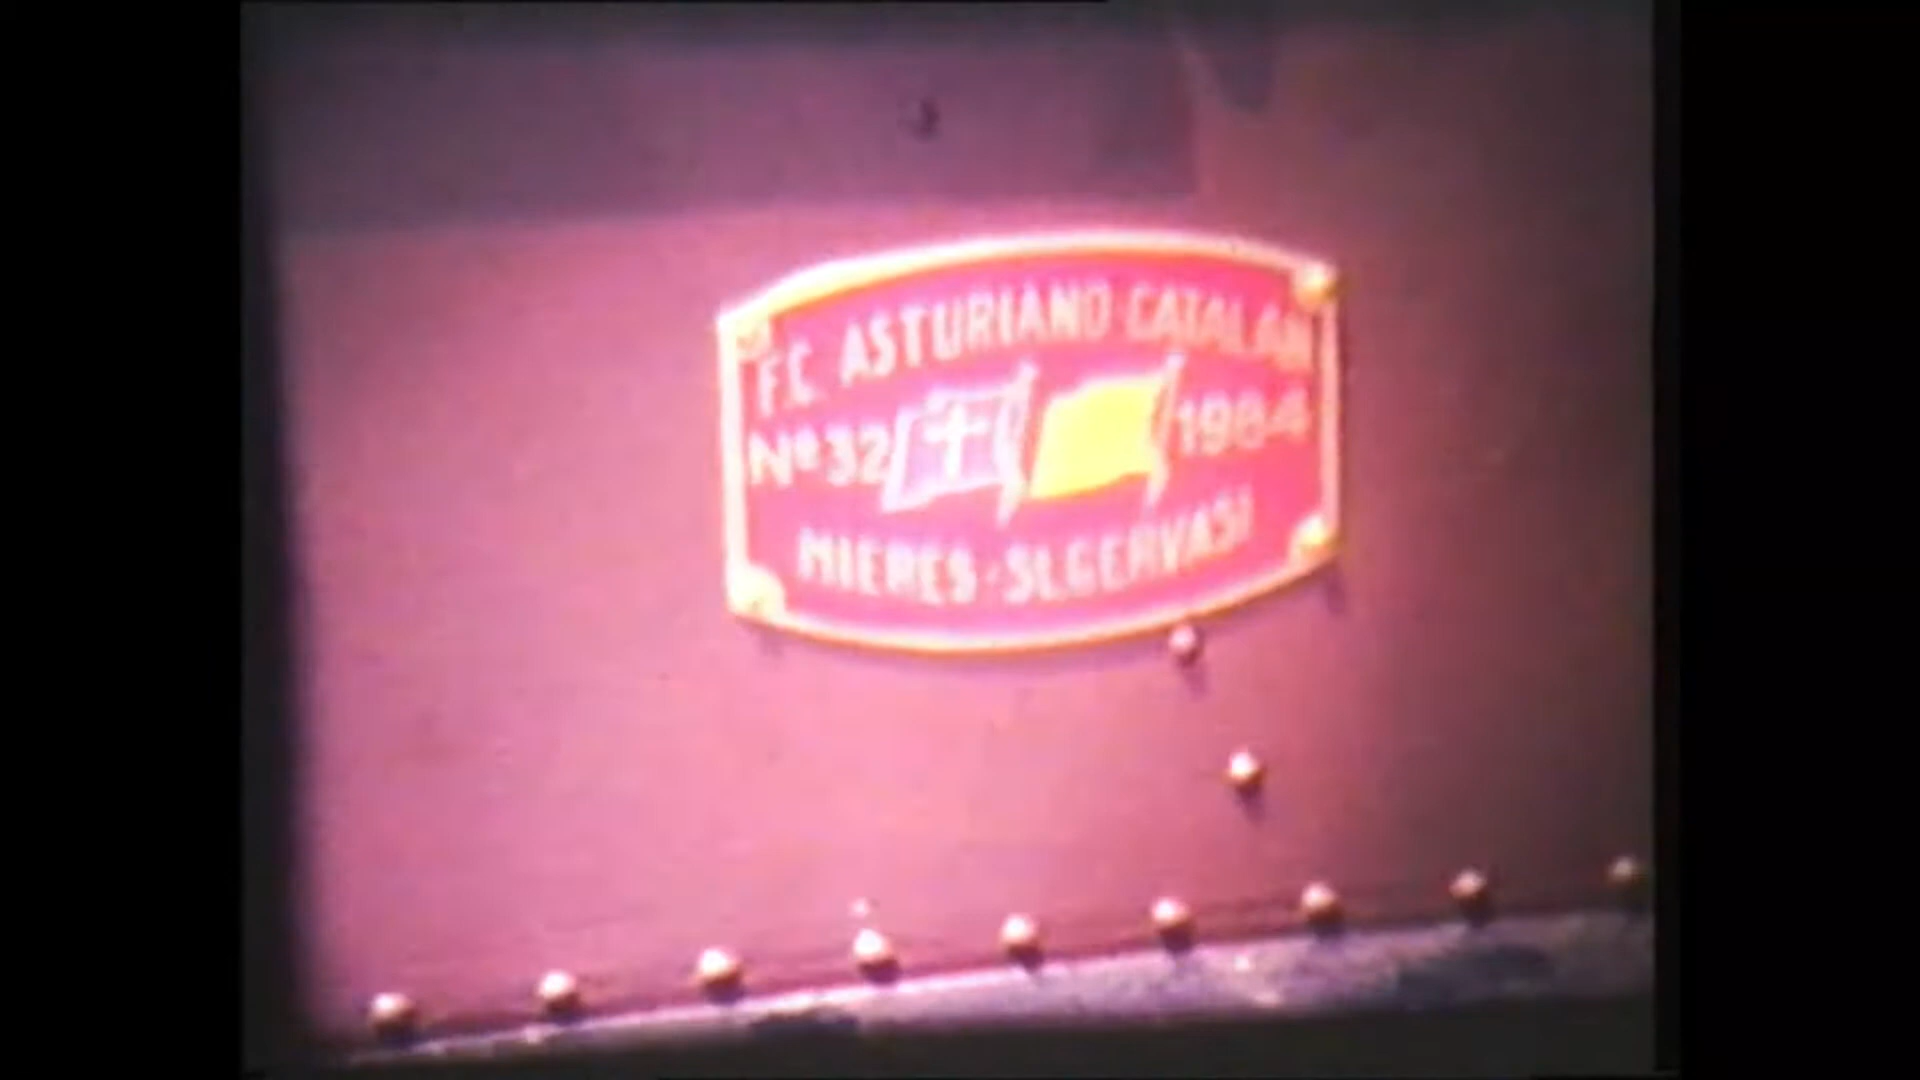 F.C. ASTURIANO CATALAN
Nº 32 1984
MIERES-St.GERVASI